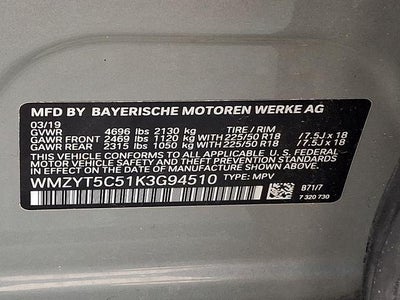 MFD BY BAYERISCHE MOTOREN WERKE AG
03/19
GVWR 4696 lbs 2130 kg TIRE / RIM
GAWR FRONT 2469 lbs 1120 kg WITH 225/50 R18 /7.5J x 18
GAWR REAR 2315 lbs 1050 kg WITH 225/50 R18 /7.5J x 18
THIS VEHICLE CONFORMS TO ALL APPLICABLE U. S. FEDERAL
MOTOR VEHICLE SAFETY AND THEFT PREVENTION STANDARDS
IN EFFECT ON THE DATE OF MANUFACTURE SHOWN ABOVE.
WMZYT5C51K3G94510 TYPE: MPV
B71/7
7 320 730